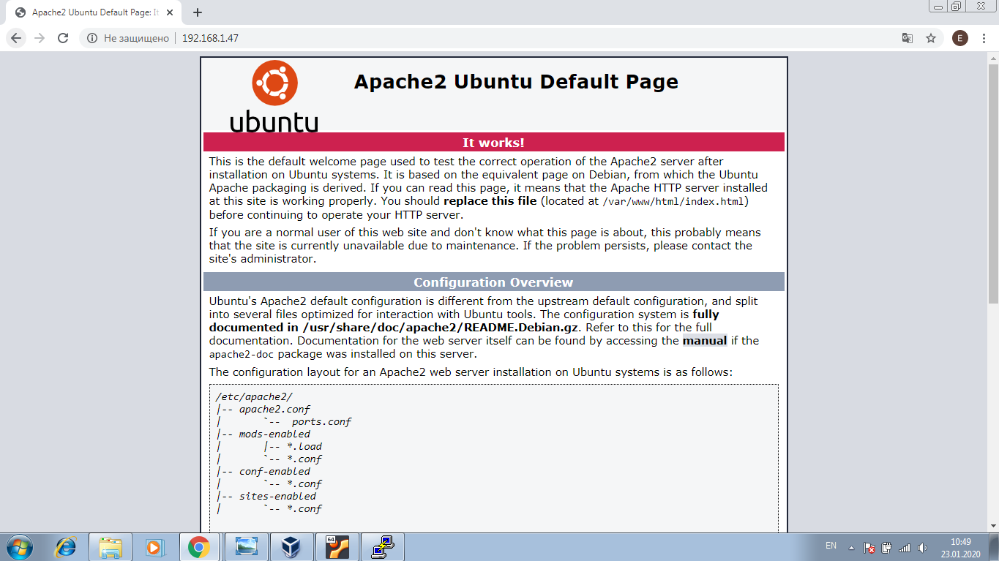 Apache2 Ubuntu Default Page: It
Не защищено
192.168.1.47
E
ubuntu
Apache2 Ubuntu Default Page
It works!
This is the default welcome page used to test the correct operation of the Apache2 server after
installation on Ubuntu systems. It is based on the equivalent page on Debian, from which the Ubuntu
Apache packaging is derived. If you can read this page, it means that the Apache HTTP server installed
at this site is working properly. You should replace this file (located at /var/www/html/index.html)
before continuing to operate your HTTP server.
If you are a normal user of this web site and don't know what this page is about, this probably means
that the site is currently unavailable due to maintenance. If the problem persists, please contact the
site's administrator.
Configuration Overview
Ubuntu's Apache2 default configuration is different from the upstream default configuration, and split
into several files optimized for interaction with Ubuntu tools. The configuration system is fully
documented in /usr/share/doc/apache2/README.Debian.gz. Refer to this for the full
documentation. Documentation for the web server itself can be found by accessing the manual if the
apache2-doc package was installed on this server.
The configuration layout for an Apache2 web server installation on Ubuntu systems is as follows:
/etc/apache2/
|-- apache2.conf
|       `--  ports.conf
|-- mods-enabled
|       |-- *.load
|       `-- *.conf
|-- conf-enabled
|       `-- *.conf
|-- sites-enabled
|       `-- *.conf
64
EN
10:49
23.01.2020